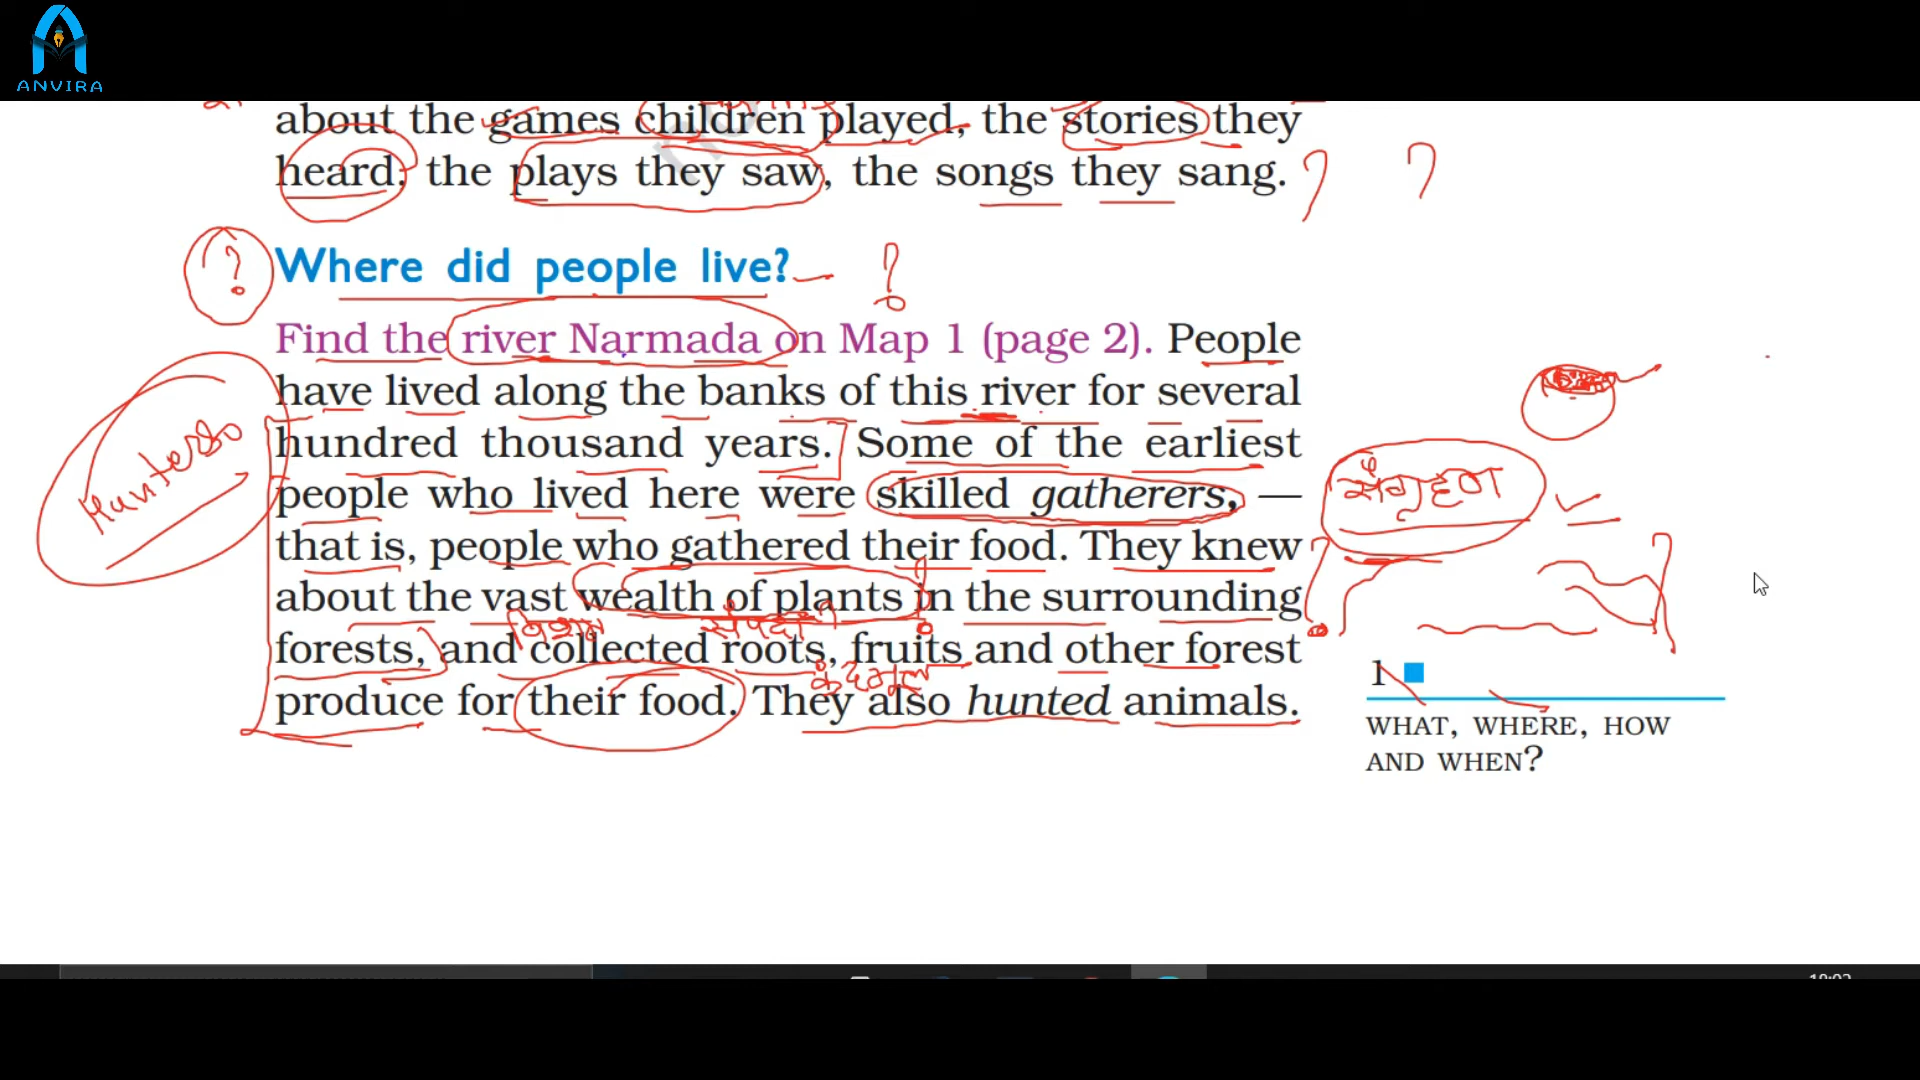 ANVIRA
about the games children played, the stories they
heard, the plays they saw, the songs they sang.
Where did people live?
Find the river Narmada on Map 1 (page 2). People
have lived along the banks of this river for several
hundred thousand years. Some of the earliest
people who lived here were skilled gatherers, —
that is, people who gathered their food. They knew
about the vast wealth of plants in the surrounding
forests, and collected roots, fruits and other forest
produce for their food. They also hunted animals.
Hunters
1
WHAT, WHERE, HOW
AND WHEN?